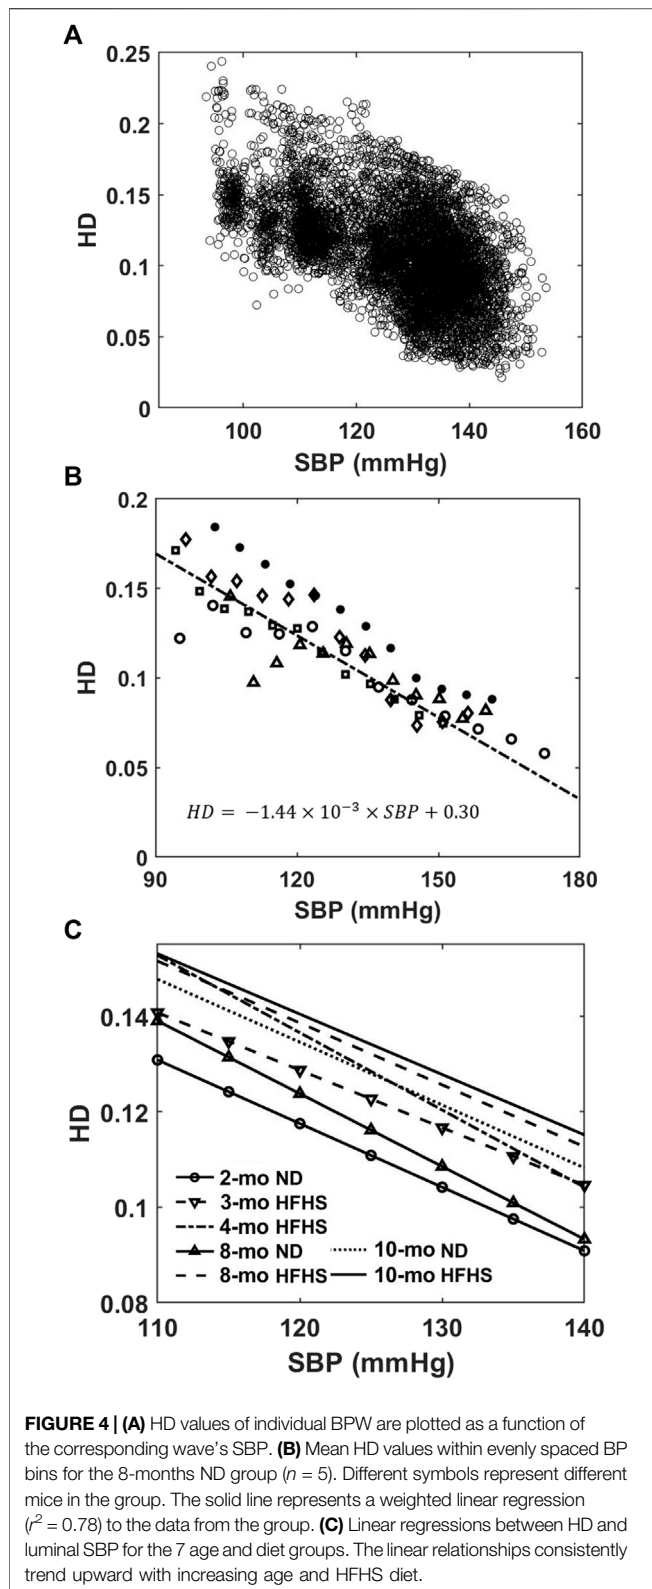 A
0.25
0.2
0.15
0.1
0.05
0
HD
100 120 140 160
SBP (mmHg)
B
0.2
0.15
0.1
0.05
0
HD
HD = −1.44 × 10⁻³ × SBP + 0.30
90 120 150 180
SBP (mmHg)
C
0.14
0.12
0.1
0.08
HD
2-mo ND
3-mo HFHS
4-mo HFHS
8-mo ND 10-mo ND
8-mo HFHS 10-mo HFHS
110 120 130 140
SBP (mmHg)
FIGURE 4 | (A) HD values of individual BPW are plotted as a function of
the corresponding wave's SBP. (B) Mean HD values within evenly spaced BP
bins for the 8-months ND group (n = 5). Different symbols represent different
mice in the group. The solid line represents a weighted linear regression
(r² = 0.78) to the data from the group. (C) Linear regressions between HD and
luminal SBP for the 7 age and diet groups. The linear relationships consistently
trend upward with increasing age and HFHS diet.